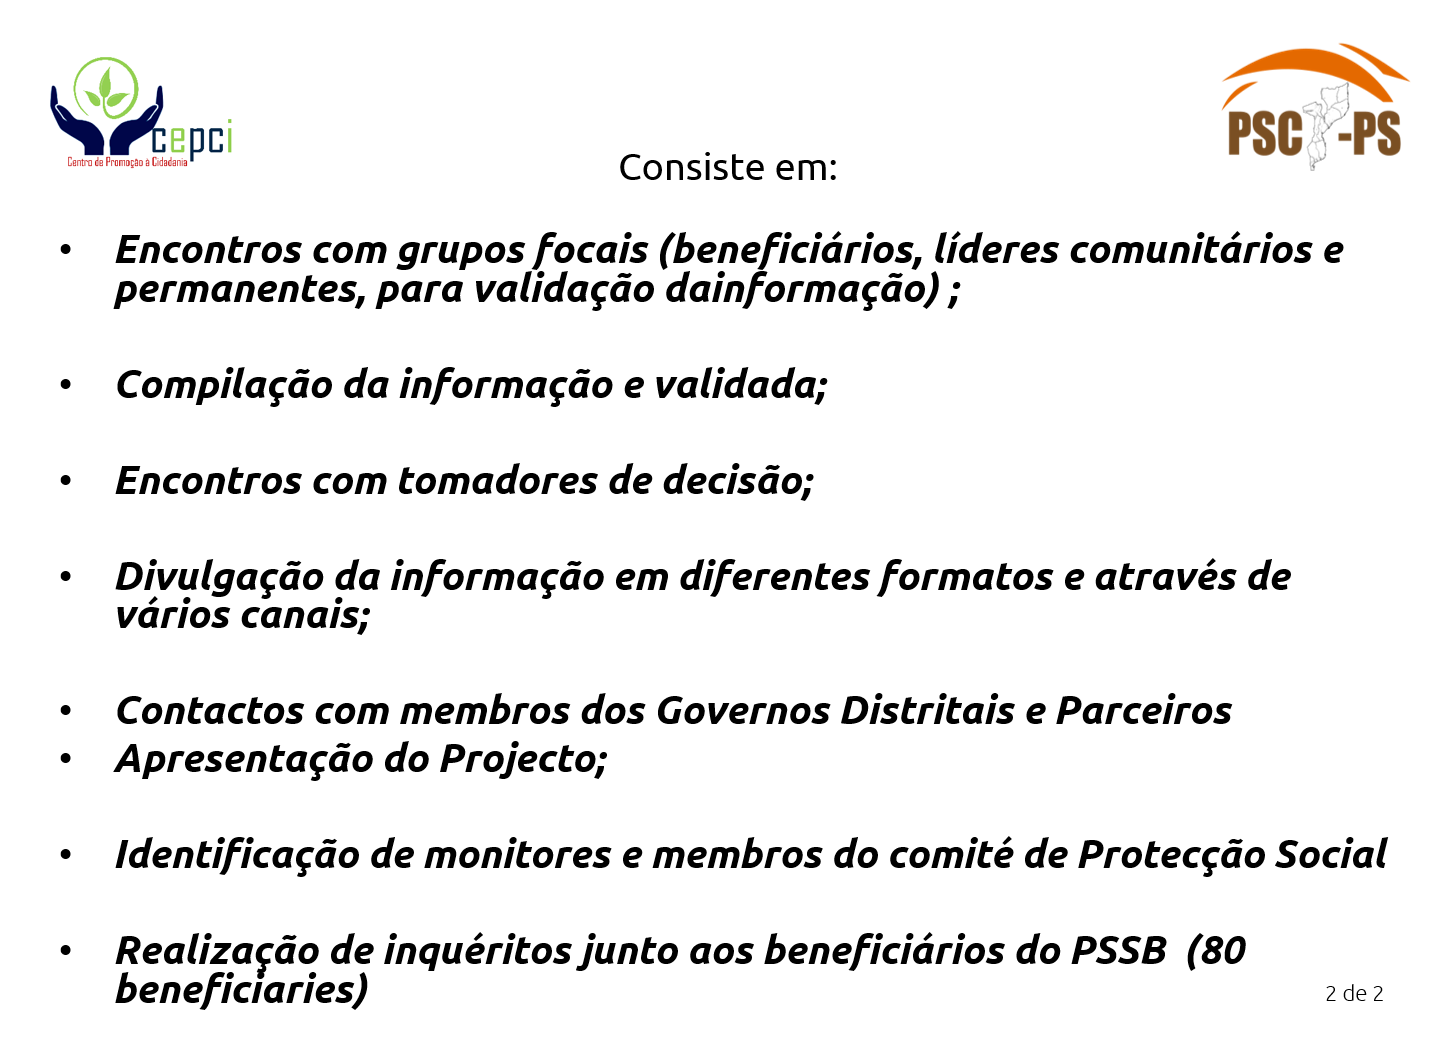 cepci
Centro de Promoção à Cidadania
PSC -PS
Consiste em:
• Encontros com grupos focais (beneficiários, líderes comunitários e
permanentes, para validação dainformação) ;
• Compilação da informação e validada;
• Encontros com tomadores de decisão;
• Divulgação da informação em diferentes formatos e através de
vários canais;
• Contactos com membros dos Governos Distritais e Parceiros
• Apresentação do Projecto;
• Identificação de monitores e membros do comité de Protecção Social
• Realização de inquéritos junto aos beneficiários do PSSB  (80
beneficiaries)
2 de 2